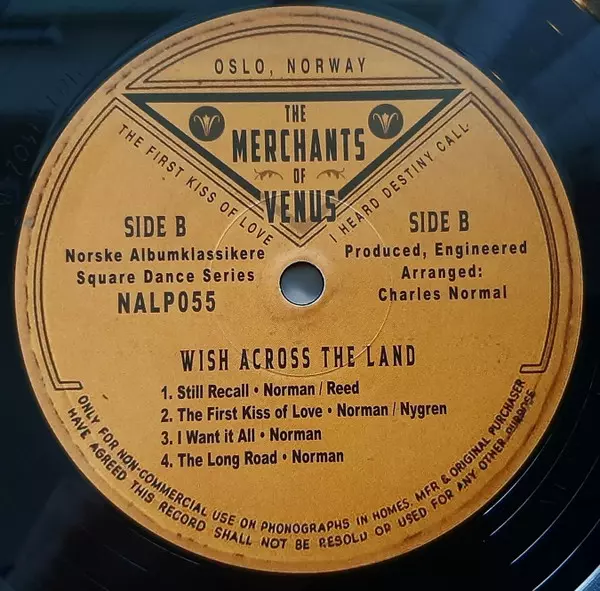 OSLO, NORWAY
THE
MERCHANTS
OF
VENUS
THE FIRST KISS OF LOVE
I HEARD DESTINY CALL
SIDE B
Norske Albumklassikere
Square Dance Series
NALP055
SIDE B
Produced, Engineered
Arranged:
Charles Normal
WISH ACROSS THE LAND
1. Still Recall • Norman / Reed
2. The First Kiss of Love • Norman / Nygren
3. I Want it All • Norman
4. The Long Road • Norman
ONLY FOR NON-COMMERCIAL USE ON PHONOGRAPHS IN HOMES. MFR & ORIGINAL PURCHASER
HAVE AGREED THIS RECORD SHALL NOT BE RESOLD OR USED FOR ANY OTHER PURPOSE